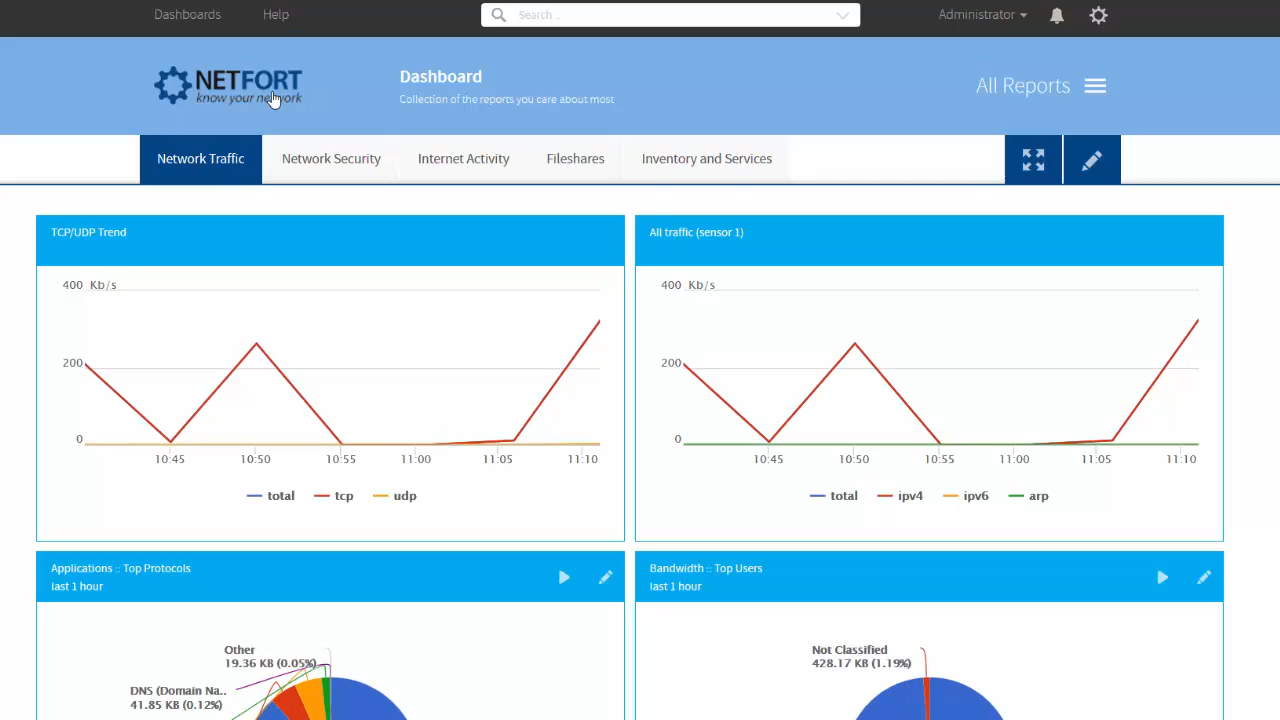 Dashboards
Help
Search ..
Administrator
NETFORT
know your network
Dashboard
Collection of the reports you care about most
All Reports
Network Traffic
Network Security
Internet Activity
Fileshares
Inventory and Services
TCP/UDP Trend
400 Kb/s
200
0
10:45 10:50 10:55 11:00 11:05 11:10
total tcp udp
All traffic (sensor 1)
400 Kb/s
200
0
10:45 10:50 10:55 11:00 11:05 11:10
total ipv4 ipv6 arp
Applications :: Top Protocols
last 1 hour
Other
19.36 KB (0.05%)
DNS (Domain Na..
41.85 KB (0.12%)
Bandwidth :: Top Users
last 1 hour
Not Classified
428.17 KB (1.19%)